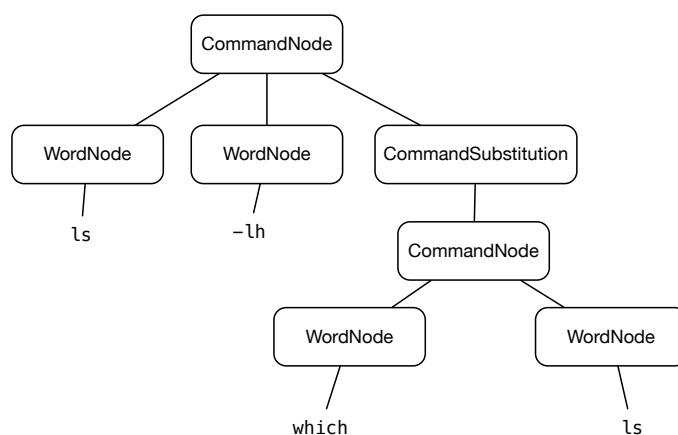 CommandNode
WordNode
WordNode
CommandSubstitution
ls
-lh
CommandNode
WordNode
WordNode
which
ls